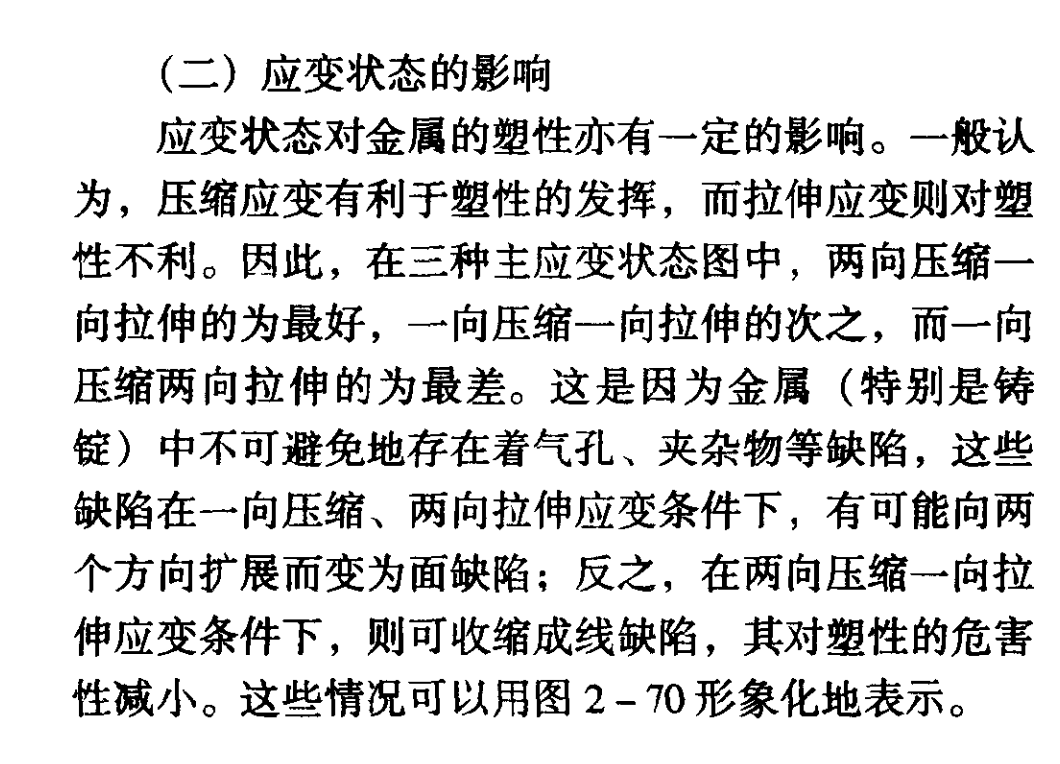 （二）应变状态的影响
应变状态对金属的塑性亦有一定的影响。一般认
为，压缩应变有利于塑性的发挥，而拉伸应变则对塑
性不利。因此，在三种主应变状态图中，两向压缩一
向拉伸的为最好，一向压缩一向拉伸的次之，而一向
压缩两向拉伸的为最差。这是因为金属（特别是铸
锭）中不可避免地存在着气孔、夹杂物等缺陷，这些
缺陷在一向压缩、两向拉伸应变条件下，有可能向两
个方向扩展而变为面缺陷；反之，在两向压缩一向拉
伸应变条件下，则可收缩成线缺陷，其对塑性的危害
性减小。这些情况可以用图 2－70 形象化地表示。